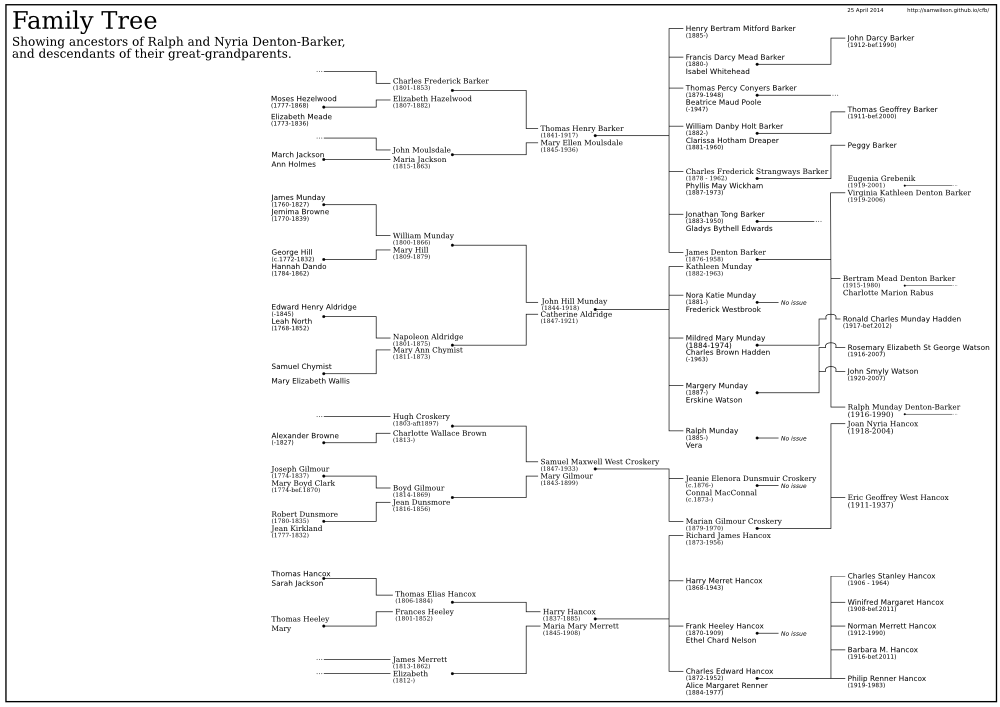 Family Tree
Showing ancestors of Ralph and Nyria Denton-Barker,
and descendants of their great-grandparents.
25 April 2014 http://samwilson.github.io/cfb/
...
Moses Hezelwood
(1777-1868)
Elizabeth Meade
(1773-1836)
...
March Jackson
Ann Holmes
James Munday
(1760-1827)
Jemima Browne
(1770-1839)
George Hill
(c.1772-1832)
Hannah Dando
(1784-1862)
Edward Henry Aldridge
(-1845)
Leah North
(1768-1852)
Samuel Chymist
Mary Elizabeth Wallis
...
Alexander Browne
(-1827)
Joseph Gilmour
(1774-1837)
Mary Boyd Clark
(1774-bef.1870)
Robert Dunsmore
(1780-1835)
Jean Kirkland
(1777-1832)
Thomas Hancox
Sarah Jackson
Thomas Heeley
Mary
...
...
Charles Frederick Barker
(1801-1853)
Elizabeth Hazelwood
(1807-1882)
John Moulsdale
Maria Jackson
(1815-1863)
William Munday
(1800-1866)
Mary Hill
(1809-1879)
Napoleon Aldridge
(1801-1875)
Mary Ann Chymist
(1811-1873)
Hugh Croskery
(1803-aft1897)
Charlotte Wallace Brown
(1813-)
Boyd Gilmour
(1814-1869)
Jean Dunsmore
(1816-1856)
Thomas Elias Hancox
(1806-1884)
Frances Heeley
(1801-1852)
James Merrett
(1813-1862)
Elizabeth
(1812-)
Thomas Henry Barker
(1841-1917)
Mary Ellen Moulsdale
(1845-1936)
John Hill Munday
(1844-1918)
Catherine Aldridge
(1847-1921)
Samuel Maxwell West Croskery
(1847-1933)
Mary Gilmour
(1843-1899)
Harry Hancox
(1837-1885)
Maria Mary Merrett
(1845-1908)
Henry Bertram Mitford Barker
(1885-)
Francis Darcy Mead Barker
(1880-)
Isabel Whitehead
Thomas Percy Conyers Barker
(1879-1948) ...
Beatrice Maud Poole
(-1947)
William Danby Holt Barker
(1882-)
Clarissa Hotham Dreaper
(1881-1960)
Charles Frederick Strangways Barker
(1878 - 1962)
Phyllis May Wickham
(1887-1973)
Jonathan Tong Barker
(1883-1950) ...
Gladys Bythell Edwards
James Denton Barker
(1876-1958)
Kathleen Munday
(1882-1963)
Nora Katie Munday
(1881-) No issue
Frederick Westbrook
Mildred Mary Munday
(1884-1974)
Charles Brown Hadden
(-1963)
Margery Munday
(1887-)
Erskine Watson
Ralph Munday
(1885-) No issue
Vera
Jeanie Elenora Dunsmuir Croskery
(c.1876-) No issue
Connal MacConnal
(c.1873-)
Marian Gilmour Croskery
(1879-1970)
Richard James Hancox
(1873-1956)
Harry Merret Hancox
(1868-1943)
Frank Heeley Hancox
(1870-1909) No issue
Ethel Chard Nelson
Charles Edward Hancox
(1872-1952)
Alice Margaret Renner
(1884-1977)
John Darcy Barker
(1912-bef.1990)
Thomas Geoffrey Barker
(1911-bef.2000)
Peggy Barker
Eugenia Grebenik
(1919-2001) ...
Virginia Kathleen Denton Barker
(1919-2006)
Bertram Mead Denton Barker
(1915-1980) ...
Charlotte Marion Rabus
Ronald Charles Munday Hadden
(1917-bef.2012)
Rosemary Elizabeth St George Watson
(1916-2007)
John Smyly Watson
(1920-2007)
Ralph Munday Denton-Barker
(1916-1990) ...
Joan Nyria Hancox
(1918-2004)
Eric Geoffrey West Hancox
(1911-1937)
Charles Stanley Hancox
(1906 - 1964)
Winifred Margaret Hancox
(1908-bef.2011)
Norman Merrett Hancox
(1912-1990)
Barbara M. Hancox
(1916-bef.2011)
Philip Renner Hancox
(1919-1983)